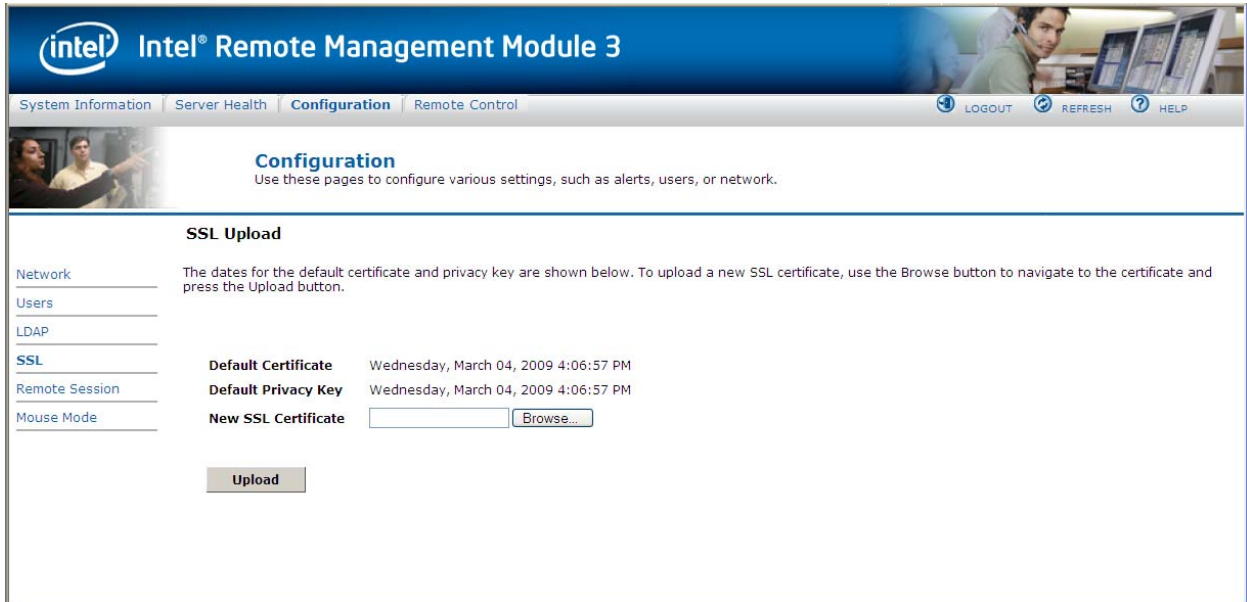 intel Intel® Remote Management Module 3
System Information Server Health Configuration Remote Control LOGOUT REFRESH HELP
Configuration
Use these pages to configure various settings, such as alerts, users, or network.
SSL Upload
The dates for the default certificate and privacy key are shown below. To upload a new SSL certificate, use the Browse button to navigate to the certificate and
press the Upload button.
Network
Users
LDAP
SSL
Remote Session
Mouse Mode
Default Certificate Wednesday, March 04, 2009 4:06:57 PM
Default Privacy Key Wednesday, March 04, 2009 4:06:57 PM
New SSL Certificate Browse...
Upload